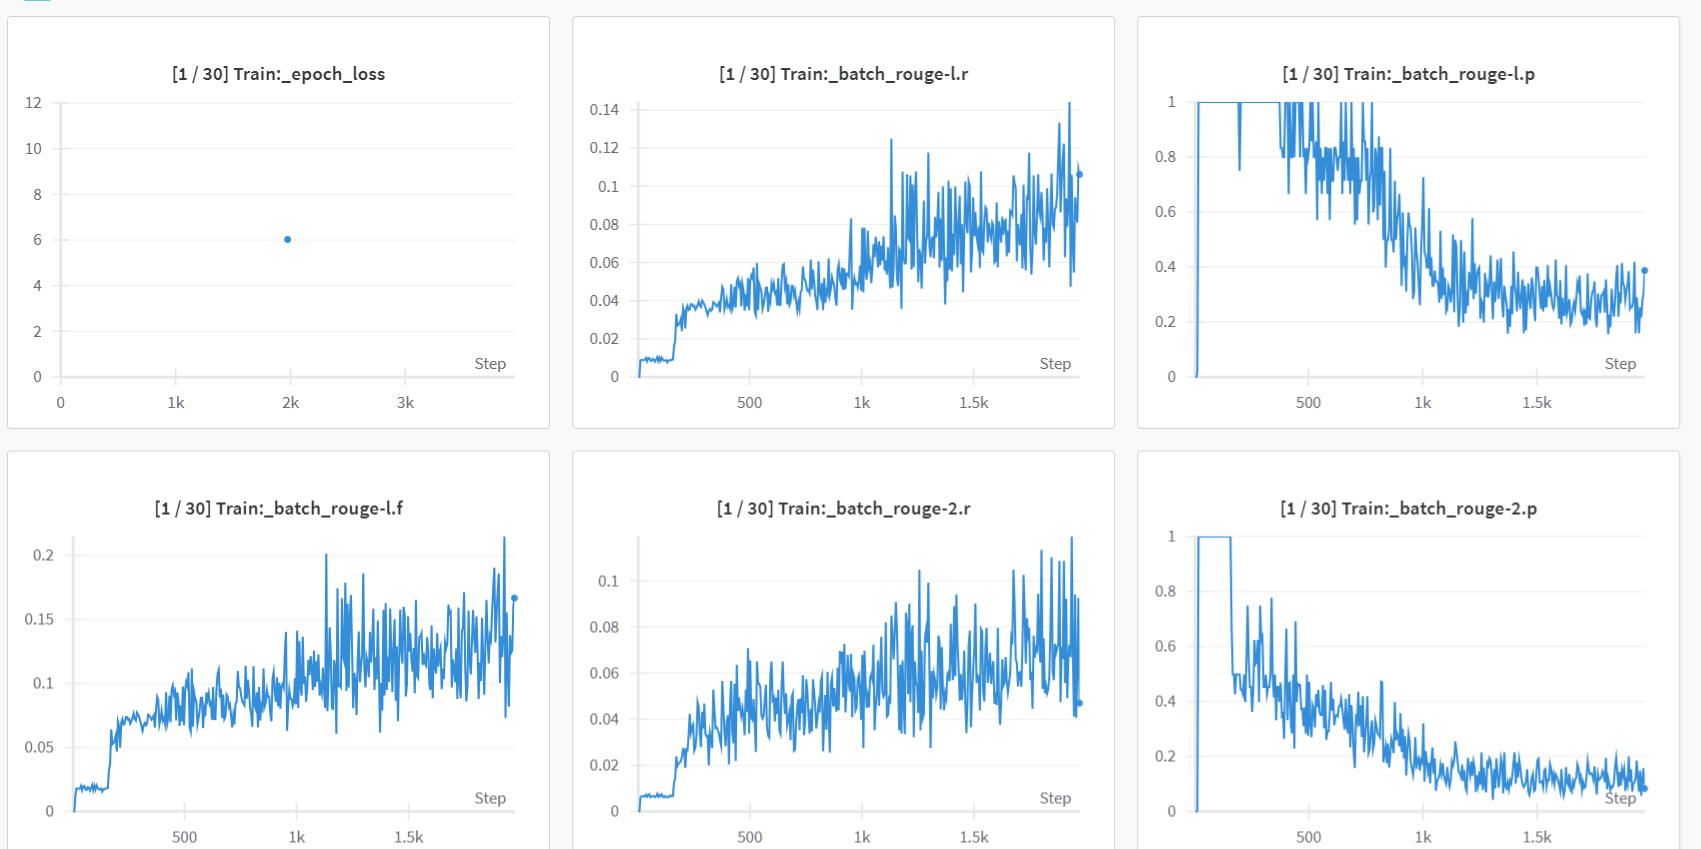 [1 / 30] Train:_epoch_loss
12
10
8
6
4
2
0
Step
0 1k 2k 3k
[1 / 30] Train:_batch_rouge-l.r
0.14
0.12
0.1
0.08
0.06
0.04
0.02
0
Step
500 1k 1.5k
[1 / 30] Train:_batch_rouge-l.p
1
0.8
0.6
0.4
0.2
0
Step
500 1k 1.5k
[1 / 30] Train:_batch_rouge-l.f
0.2
0.15
0.1
0.05
0
Step
500 1k 1.5k
[1 / 30] Train:_batch_rouge-2.r
0.1
0.08
0.06
0.04
0.02
0
Step
500 1k 1.5k
[1 / 30] Train:_batch_rouge-2.p
1
0.8
0.6
0.4
0.2
0
Step
500 1k 1.5k